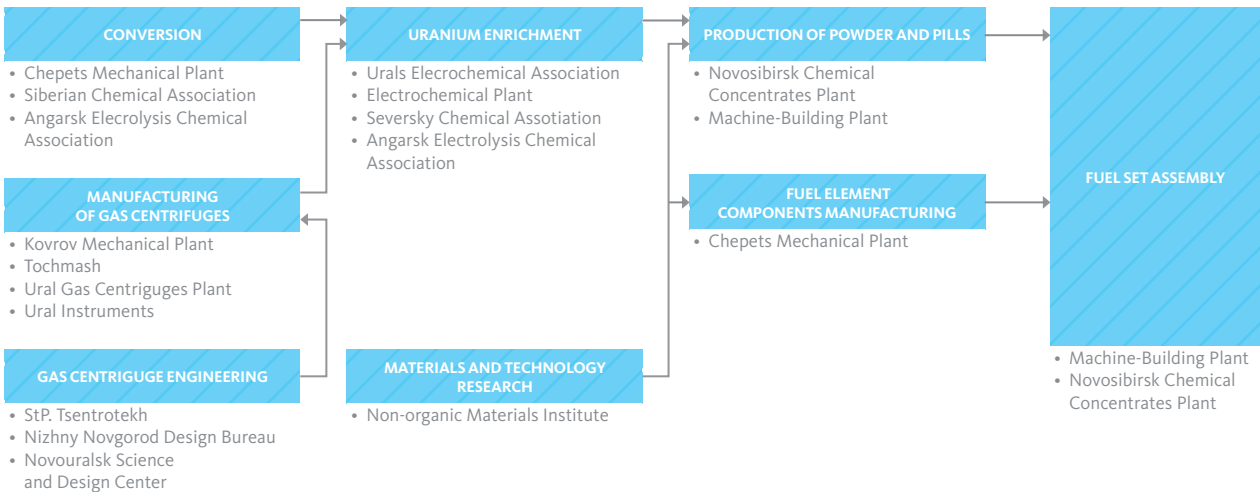 CONVERSION
• Chepets Mechanical Plant
• Siberian Chemical Association
• Angarsk Elecrolysis Chemical
Association
URANIUM ENRICHMENT
• Urals Elecrochemical Association
• Electrochemical Plant
• Seversky Chemical Assotiation
• Angarsk Electrolysis Chemical
Association
PRODUCTION OF POWDER AND PILLS
• Novosibirsk Chemical
Concentrates Plant
• Machine-Building Plant
MANUFACTURING
OF GAS CENTRIFUGES
• Kovrov Mechanical Plant
• Tochmash
• Ural Gas Centriguges Plant
• Ural Instruments
FUEL ELEMENT
COMPONENTS MANUFACTURING
• Chepets Mechanical Plant
GAS CENTRIGUGE ENGINEERING
• StP. Tsentrotekh
• Nizhny Novgorod Design Bureau
• Novouralsk Science
and Design Center
MATERIALS AND TECHNOLOGY
RESEARCH
• Non-organic Materials Institute
FUEL SET ASSEMBLY
• Machine-Building Plant
• Novosibirsk Chemical
Concentrates Plant